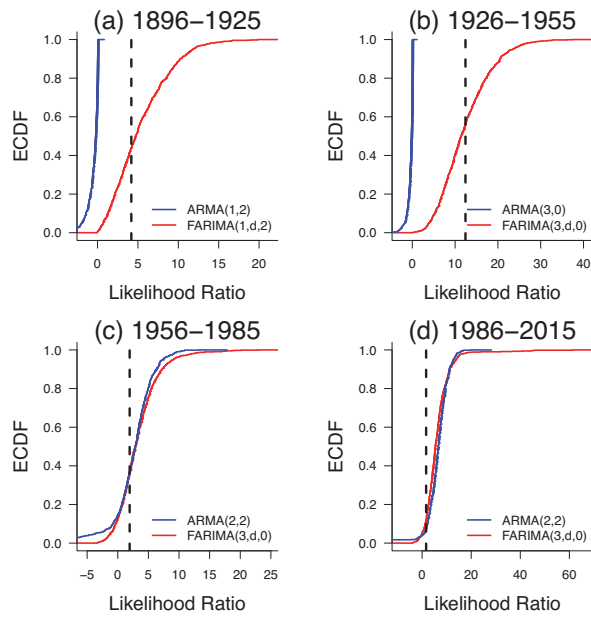 (a) 1896−1925
ECDF
1.0
0.8
0.6
0.4
0.2
0.0
ARMA(1,2)
FARIMA(1,d,2)
0 5 10 15 20
Likelihood Ratio
(b) 1926−1955
ECDF
1.0
0.8
0.6
0.4
0.2
0.0
ARMA(3,0)
FARIMA(3,d,0)
0 10 20 30 40
Likelihood Ratio
(c) 1956−1985
ECDF
1.0
0.8
0.6
0.4
0.2
0.0
ARMA(2,2)
FARIMA(3,d,0)
−5 0 5 10 15 20 25
Likelihood Ratio
(d) 1986−2015
ECDF
1.0
0.8
0.6
0.4
0.2
0.0
ARMA(2,2)
FARIMA(3,d,0)
0 20 40 60
Likelihood Ratio